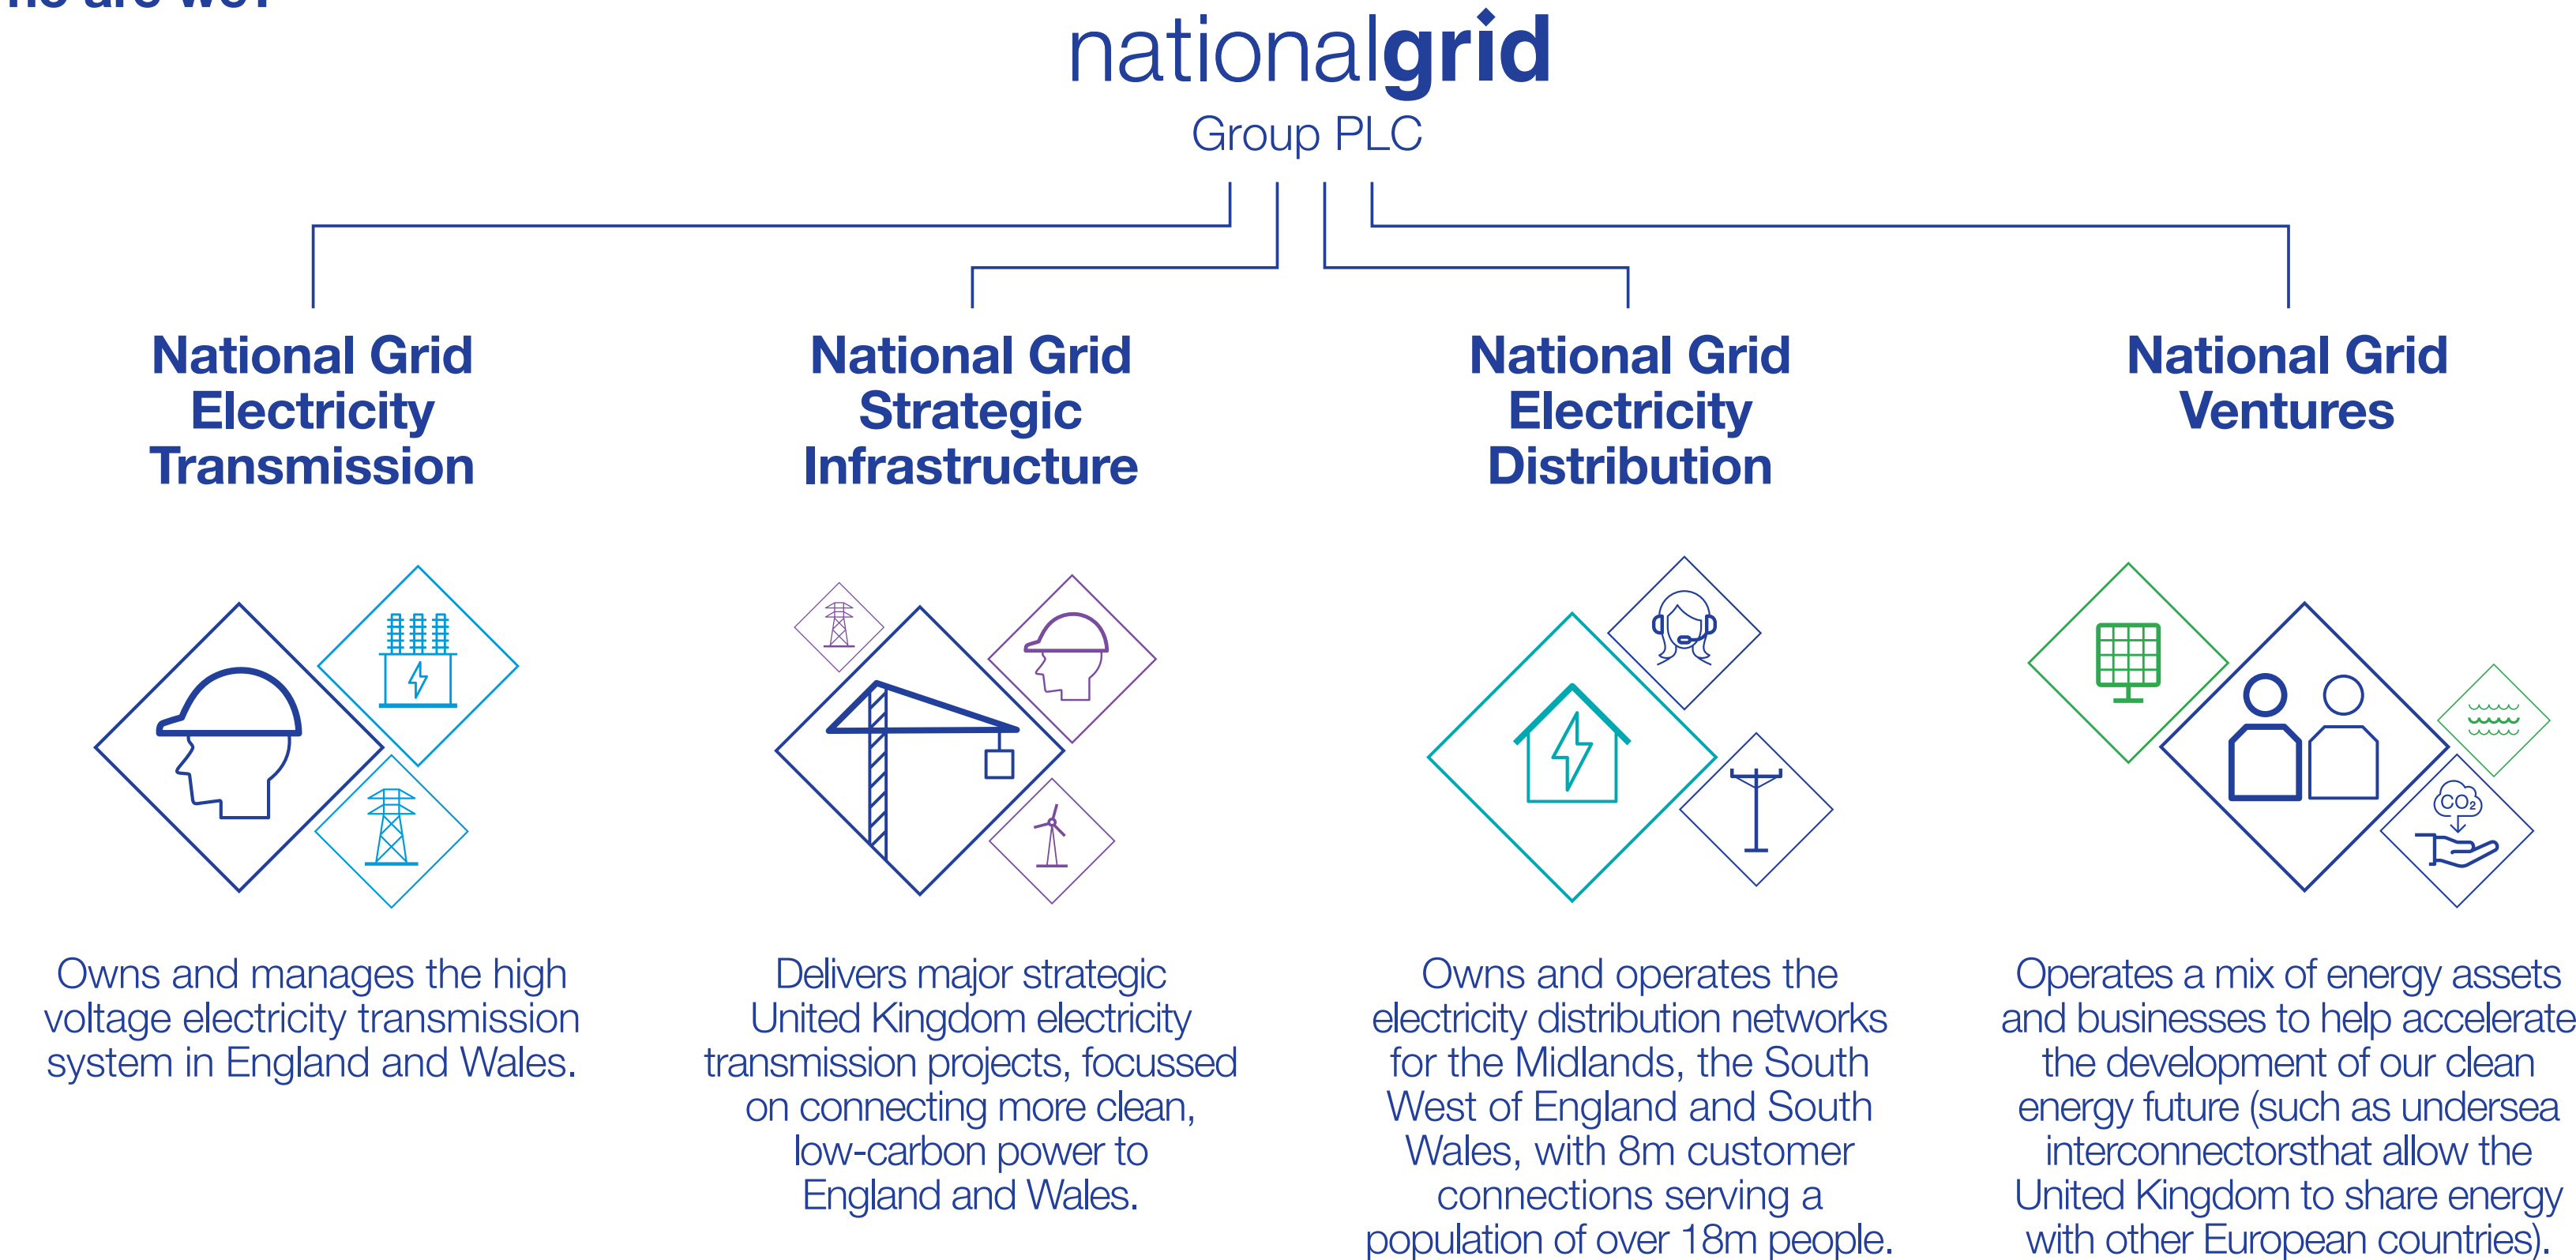 no are we?
nationalgrid
Group PLC
National Grid
Electricity
Transmission
Owns and manages the high
voltage electricity transmission
system in England and Wales.
National Grid
Strategic
Infrastructure
Delivers major strategic
United Kingdom electricity
transmission projects, focussed
on connecting more clean,
low-carbon power to
England and Wales.
National Grid
Electricity
Distribution
Owns and operates the
electricity distribution networks
for the Midlands, the South
West of England and South
Wales, with 8m customer
connections serving a
population of over 18m people.
National Grid
Ventures
CO₂
Operates a mix of energy assets
and businesses to help accelerate
the development of our clean
energy future (such as undersea
interconnectorsthat allow the
United Kingdom to share energy
with other European countries).